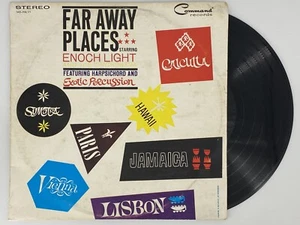 STEREO
FAR AWAY
PLACES
STARRING
ENOCH LIGHT
FEATURING HARPSICHORD AND
Exotic Percussion
Command
records
HAWAII
PARIS
JAMAICA
Vienna
LISBON